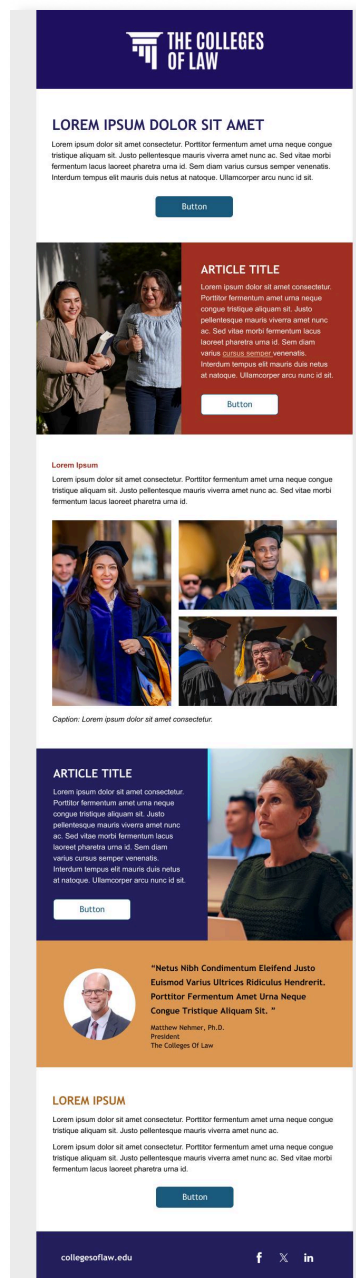 THE COLLEGES
OF LAW
LOREM IPSUM DOLOR SIT AMET
Lorem ipsum dolor sit amet consectetur. Porttitor fermentum amet urna neque congue
tristique aliquam sit. Justo pellentesque mauris viverra amet nunc ac. Sed vitae morbi
fermentum lacus laoreet pharetra urna id. Sem diam varius cursus semper venenatis.
Interdum tempus elit mauris duis netus at natoque. Ullamcorper arcu nunc id sit.
Button
ARTICLE TITLE
Lorem ipsum dolor sit amet consectetur.
Porttitor fermentum amet urna neque
congue tristique aliquam sit. Justo
pellentesque mauris viverra amet nunc
ac. Sed vitae morbi fermentum lacus
laoreet pharetra urna id. Sem diam
varius cursus semper venenatis.
Interdum tempus elit mauris duis netus
at natoque. Ullamcorper arcu nunc id sit.
Button
Lorem Ipsum
Lorem ipsum dolor sit amet consectetur. Porttitor fermentum amet urna neque congue
tristique aliquam sit. Justo pellentesque mauris viverra amet nunc ac. Sed vitae morbi
fermentum lacus laoreet pharetra urna id.
Caption: Lorem ipsum dolor sit amet consectetur.
ARTICLE TITLE
Lorem ipsum dolor sit amet consectetur.
Porttitor fermentum amet urna neque
congue tristique aliquam sit. Justo
pellentesque mauris viverra amet nunc
ac. Sed vitae morbi fermentum lacus
laoreet pharetra urna id. Sem diam
varius cursus semper venenatis.
Interdum tempus elit mauris duis netus
at natoque. Ullamcorper arcu nunc id sit.
Button
“Netus Nibh Condimentum Eleifend Justo
Euismod Varius Ultrices Ridiculus Hendrerit.
Porttitor Fermentum Amet Urna Neque
Congue Tristique Aliquam Sit. ”
Matthew Nehmer, Ph.D.
President
The Colleges Of Law
LOREM IPSUM
Lorem ipsum dolor sit amet consectetur. Porttitor fermentum amet urna neque congue
tristique aliquam sit. Justo pellentesque mauris viverra amet nunc ac.
Lorem ipsum dolor sit amet consectetur. Porttitor fermentum amet urna neque congue
tristique aliquam sit. Justo pellentesque mauris viverra amet nunc ac. Sed vitae morbi
fermentum lacus laoreet pharetra urna id.
Button
collegesoflaw.edu